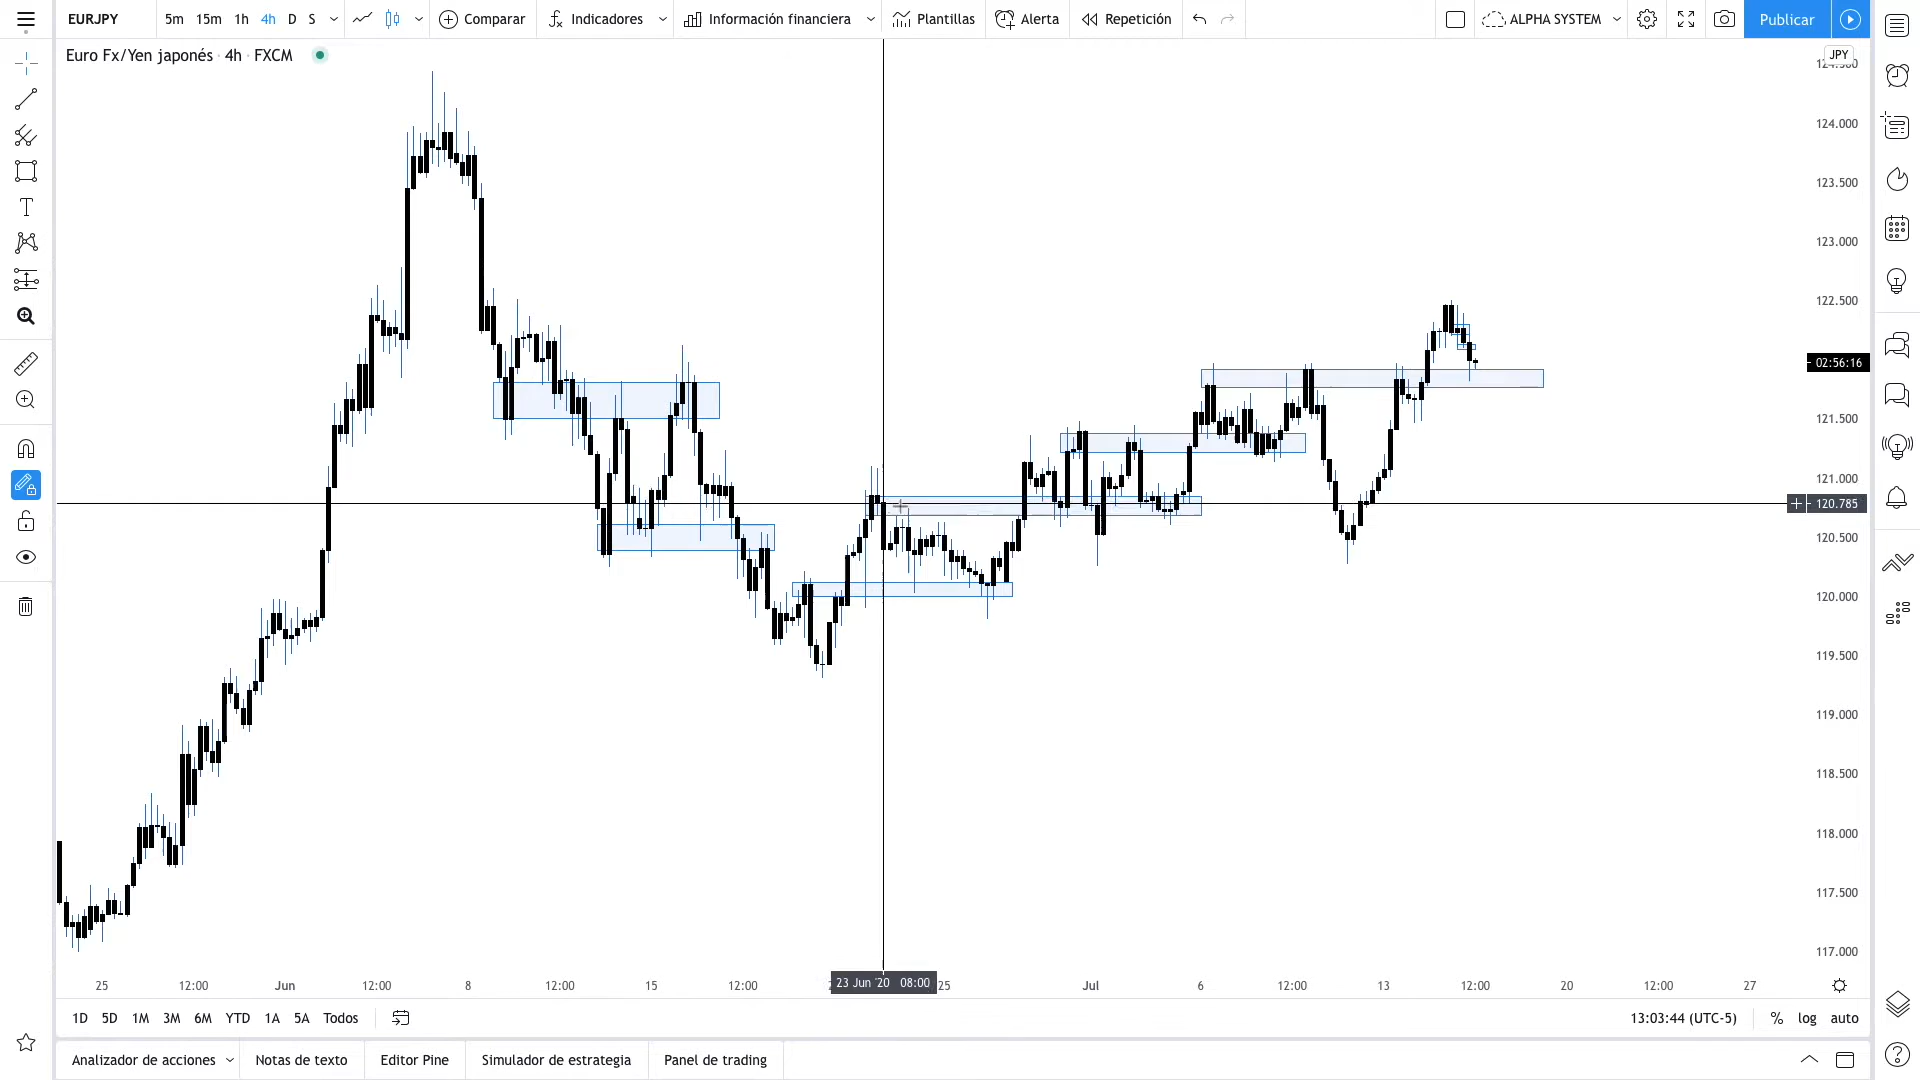 EURJPY 5m 15m 1h 4h D S Comparar Indicadores Información financiera Plantillas Alerta Repetición ALPHA SYSTEM Publicar
Euro Fx/Yen japonés · 4h · FXCM
JPY
124.000
123.500
123.000
122.500
02:56:16
121.500
121.000
120.785
120.500
120.000
119.500
119.000
118.500
118.000
117.500
117.000
25 12:00 Jun 12:00 8 12:00 15 12:00 23 Jun '20 08:00 25 Jul 6 12:00 13 12:00 20 12:00 27
1D 5D 1M 3M 6M YTD 1A 5A Todos 13:03:44 (UTC-5) % log auto
Analizador de acciones Notas de texto Editor Pine Simulador de estrategia Panel de trading